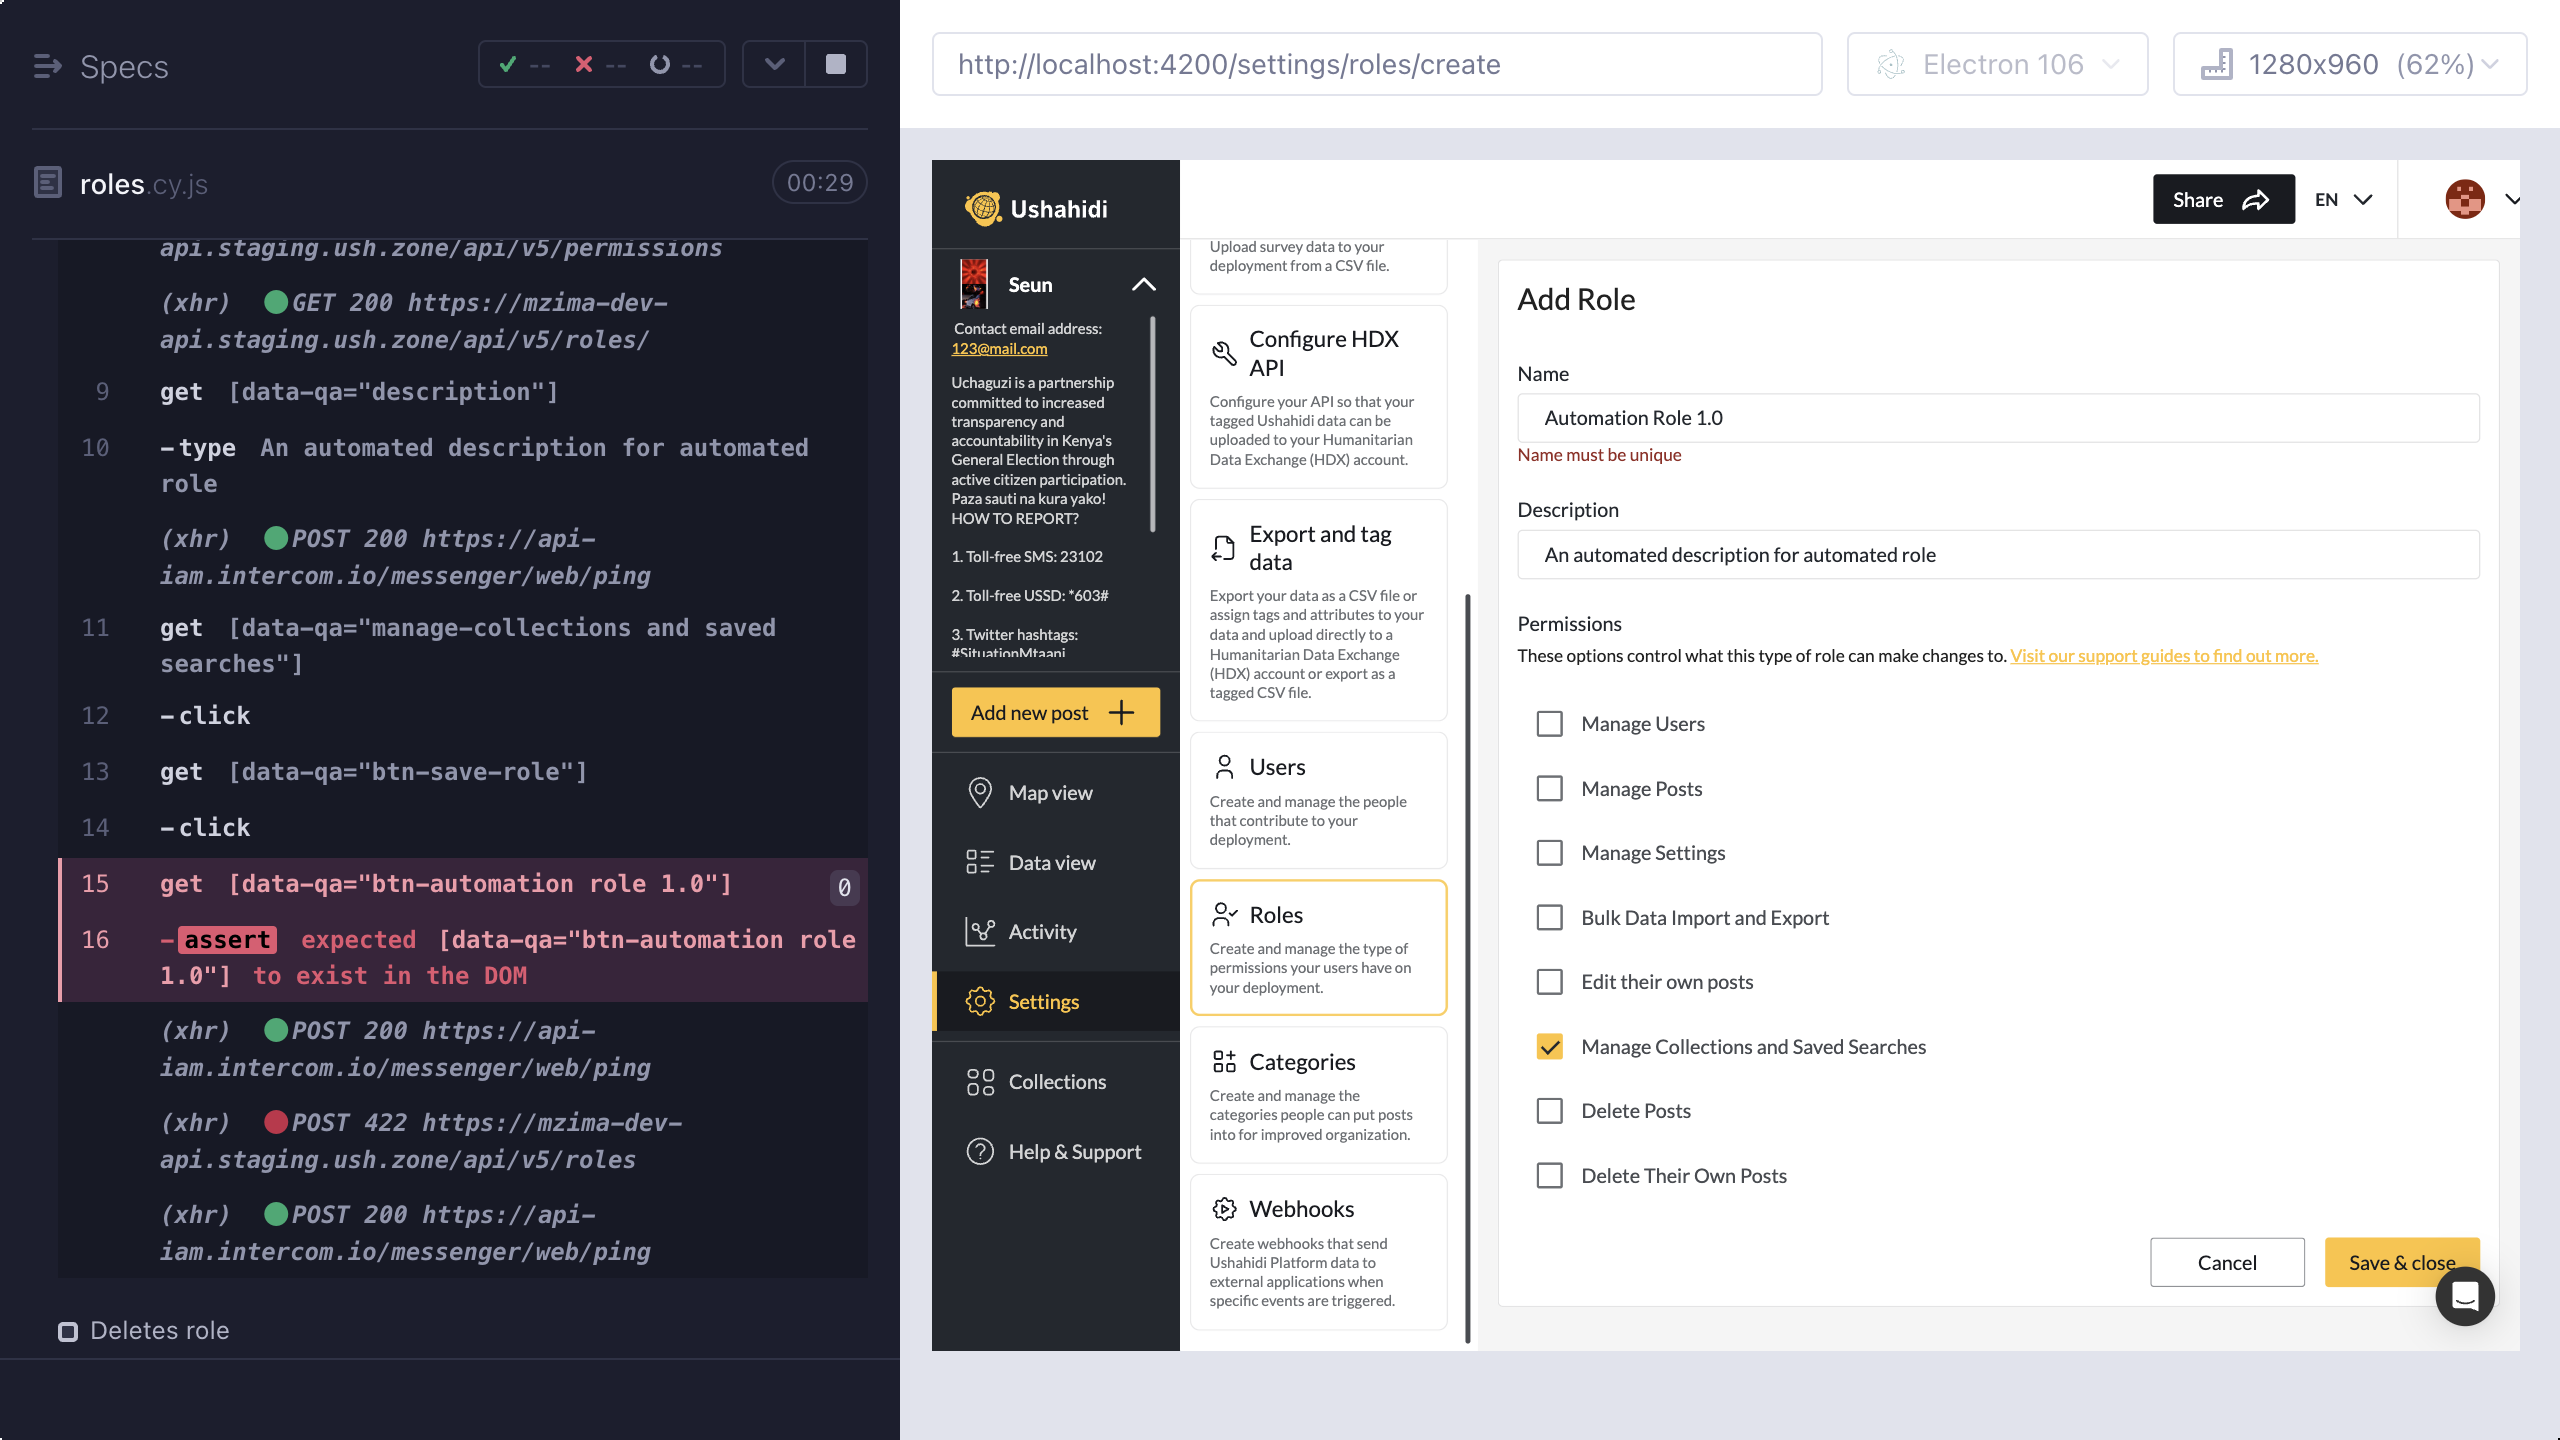 Specs
-- -- --
roles.cy.js
00:29
api.staging.ush.zone/api/v5/permissions
(xhr) GET 200 https://mzima-dev-
api.staging.ush.zone/api/v5/roles/
9 get [data-qa="description"]
10 -type An automated description for automated
role
(xhr) POST 200 https://api-
iam.intercom.io/messenger/web/ping
11 get [data-qa="manage-collections and saved
searches"]
12 -click
13 get [data-qa="btn-save-role"]
14 -click
15 get [data-qa="btn-automation role 1.0"] 0
16 -assert expected [data-qa="btn-automation role
1.0"] to exist in the DOM
(xhr) POST 200 https://api-
iam.intercom.io/messenger/web/ping
(xhr) POST 422 https://mzima-dev-
api.staging.ush.zone/api/v5/roles
(xhr) POST 200 https://api-
iam.intercom.io/messenger/web/ping
Deletes role
http://localhost:4200/settings/roles/create
Electron 106
1280x960 (62%)
Ushahidi
Share
EN
Seun
Contact email address:
123@mail.com
Uchaguzi is a partnership
committed to increased
transparency and
accountability in Kenya's
General Election through
active citizen participation.
Paza sauti na kura yako!
HOW TO REPORT?
1. Toll-free SMS: 23102
2. Toll-free USSD: *603#
3. Twitter hashtags:
#SituationMtaani
Add new post
Map view
Data view
Activity
Settings
Collections
Help & Support
Upload survey data to your
deployment from a CSV file.
Configure HDX
API
Configure your API so that your
tagged Ushahidi data can be
uploaded to your Humanitarian
Data Exchange (HDX) account.
Export and tag
data
Export your data as a CSV file or
assign tags and attributes to your
data and upload directly to a
Humanitarian Data Exchange
(HDX) account or export as a
tagged CSV file.
Users
Create and manage the people
that contribute to your
deployment.
Roles
Create and manage the type of
permissions your users have on
your deployment.
Categories
Create and manage the
categories people can put posts
into for improved organization.
Webhooks
Create webhooks that send
Ushahidi Platform data to
external applications when
specific events are triggered.
Add Role
Name
Automation Role 1.0
Name must be unique
Description
An automated description for automated role
Permissions
These options control what this type of role can make changes to. Visit our support guides to find out more.
Manage Users
Manage Posts
Manage Settings
Bulk Data Import and Export
Edit their own posts
Manage Collections and Saved Searches
Delete Posts
Delete Their Own Posts
Cancel
Save & close